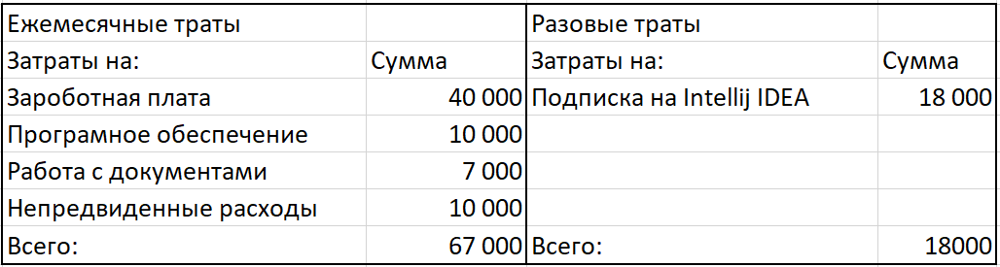 Ежемесячные траты Разовые траты
Затраты на: Сумма Затраты на: Сумма
Зароботная плата 40 000 Подписка на Intellij IDEA 18 000
Програмное обеспечение 10 000
Работа с документами 7 000
Непредвиденные расходы 10 000
Всего: 67 000 Всего: 18000